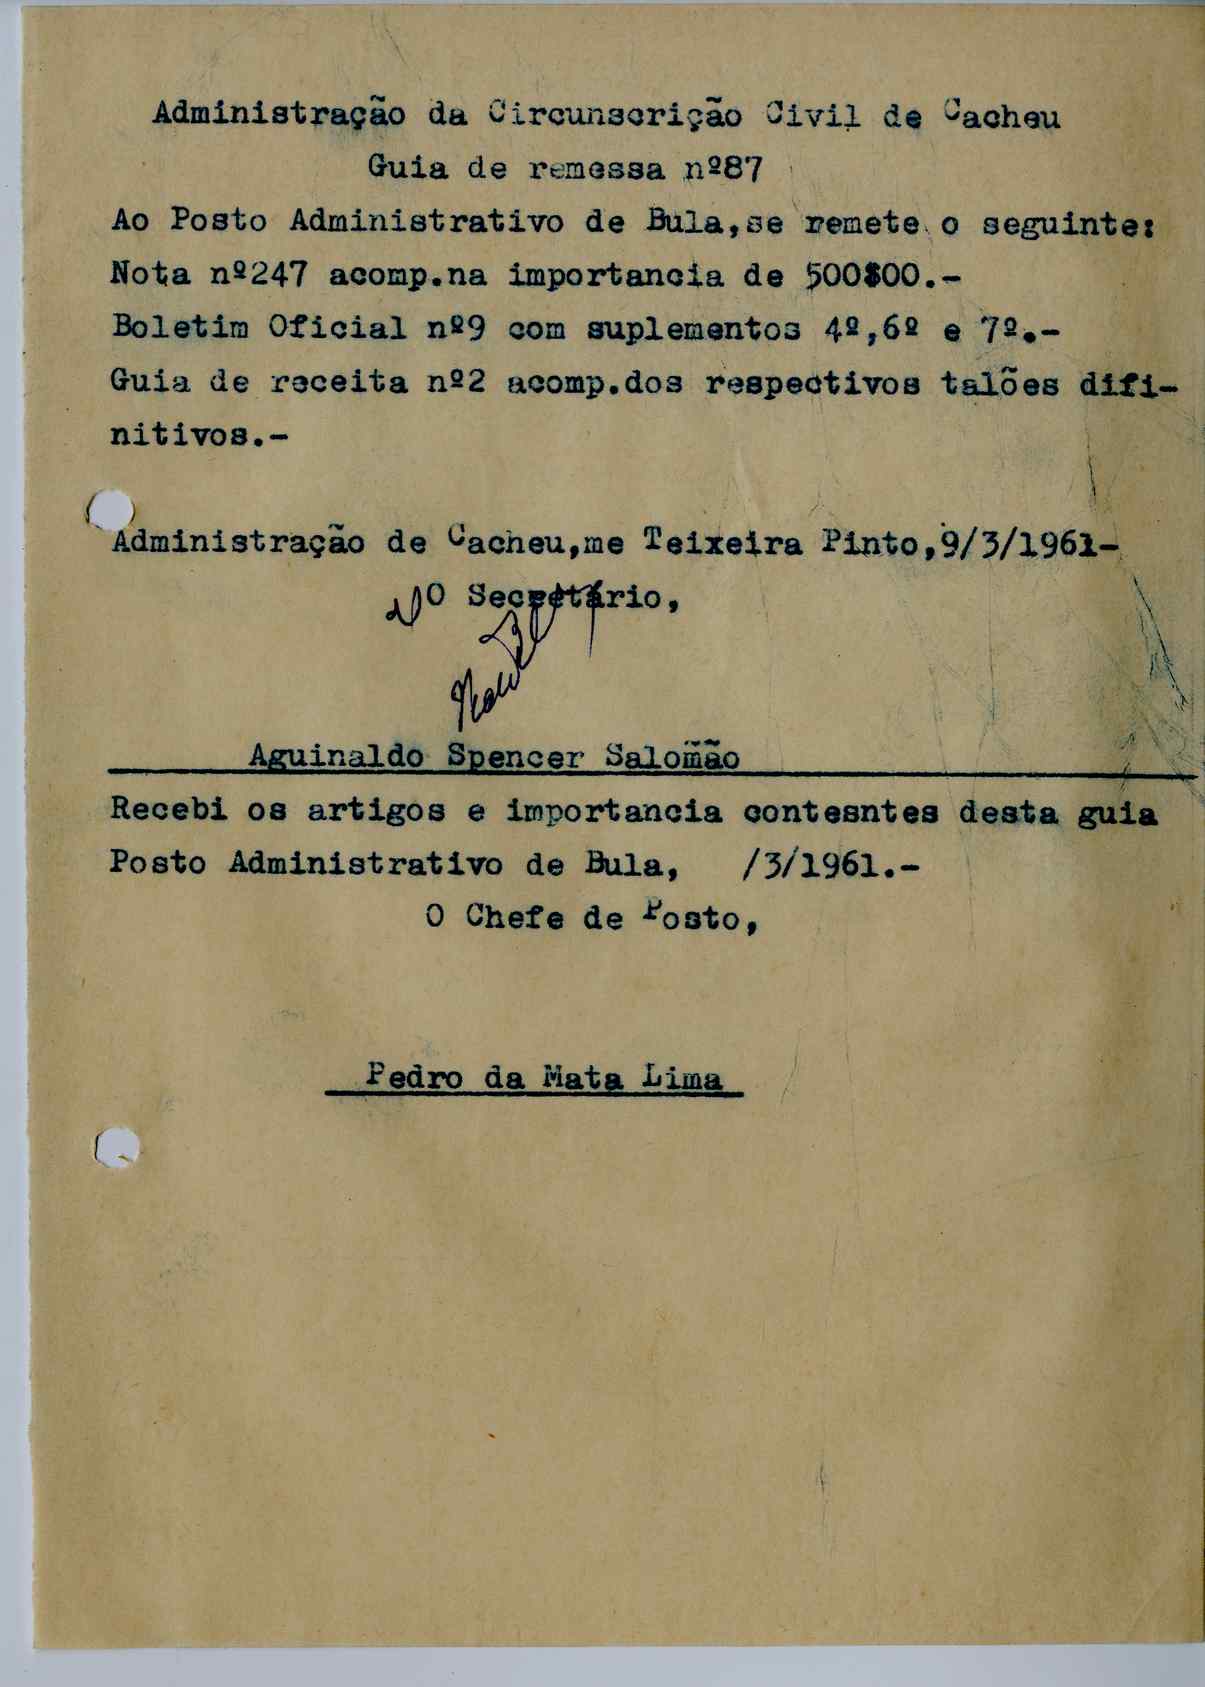 Administração da Circunscrição Civil de Cacheu
Guia de remessa nº87
Ao Posto Administrativo de Bula,se remete o seguinte:
Nota nº247 acomp.na importancia de 500$00.-
Boletim Oficial nº9 com suplementos 4º,6º e 7º.-
Guia de receita nº2 acomp.dos respectivos talões difi-
nitivos.-
Administração de Cacheu,me Teixeira Pinto,9/3/1961-
O Secretário,
Aguinaldo Spencer Salõmão
Recebi os artigos e importancia contesntes desta guia
Posto Administrativo de Bula, /3/1961.-
O Chefe de Posto,
Pedro da Mata Lima